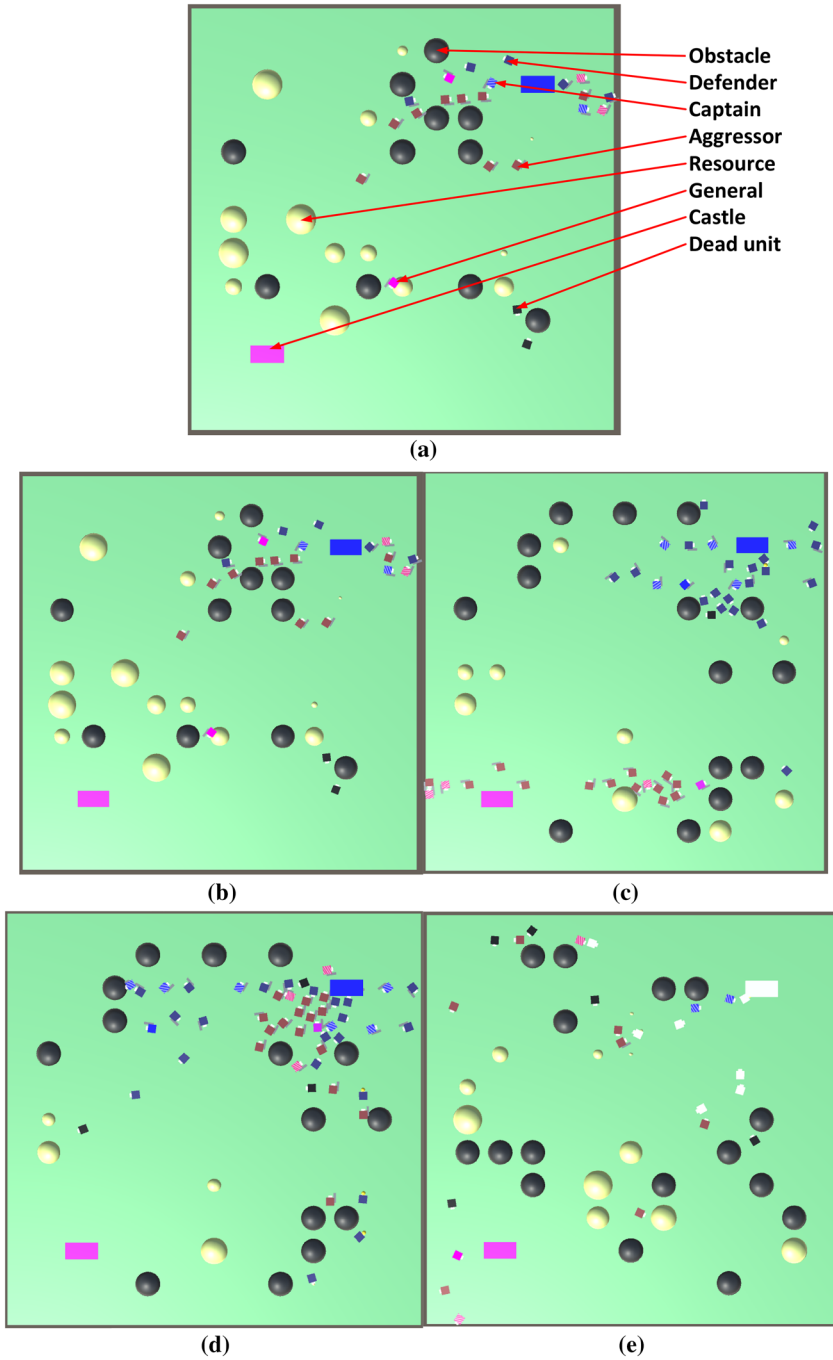 Obstacle
Defender
Captain
Aggressor
Resource
General
Castle
Dead unit
(a)
(b)
(c)
(d)
(e)